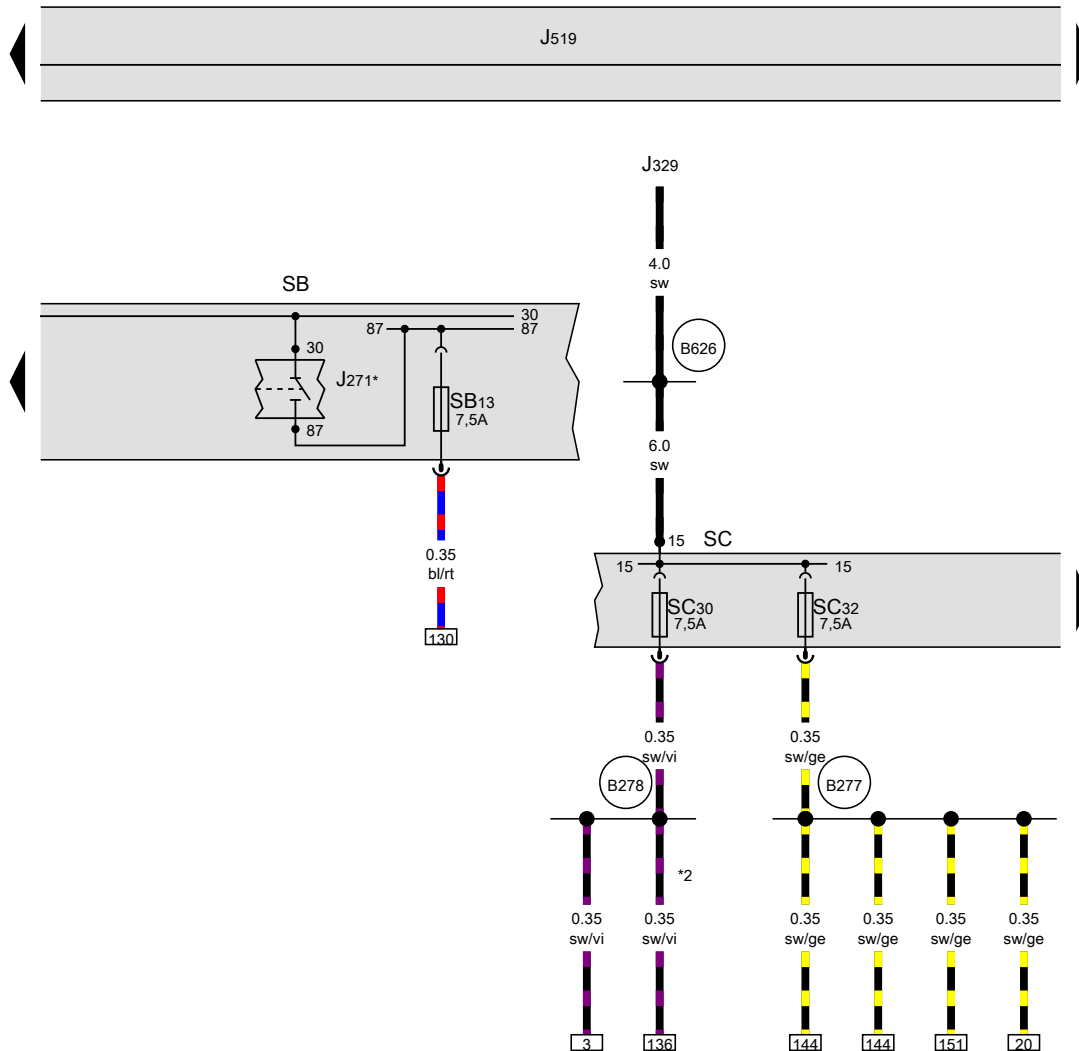 J519
J329
4.0
sw
SB
30
87
87
30
B626
J271*
SB13
7,5A
87
6.0
sw
15
SC
0.35
bl/rt
15
15
SC30
7,5A
SC32
7,5A
130
0.35
sw/vi
0.35
sw/ge
B278
B277
*2
0.35
sw/vi
0.35
sw/vi
0.35
sw/ge
0.35
sw/ge
0.35
sw/ge
0.35
sw/ge
3
136
144
144
151
20